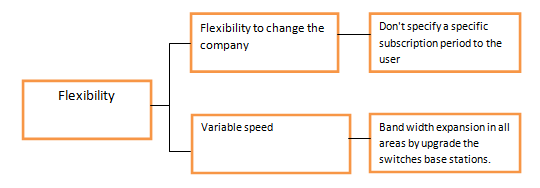 Flexibility to change the
company
Don't specify a specific
subscription period to the
user
Flexibility
Variable speed
Band width expansion in all
areas by upgrade the
switches base stations.